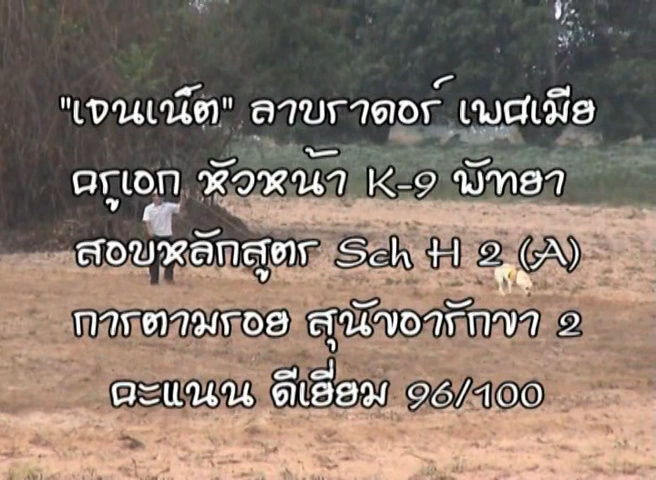 "เจนเน็ต" ลาบราดอร์ เพศเมีย
ครูเอก หัวหน้า K-9 พัทยา
สอบหลักสูตร Sch H 2 (A)
การตามรอย สุนัขอารักขา 2
คะแนน ดีเยี่ยม 96/100